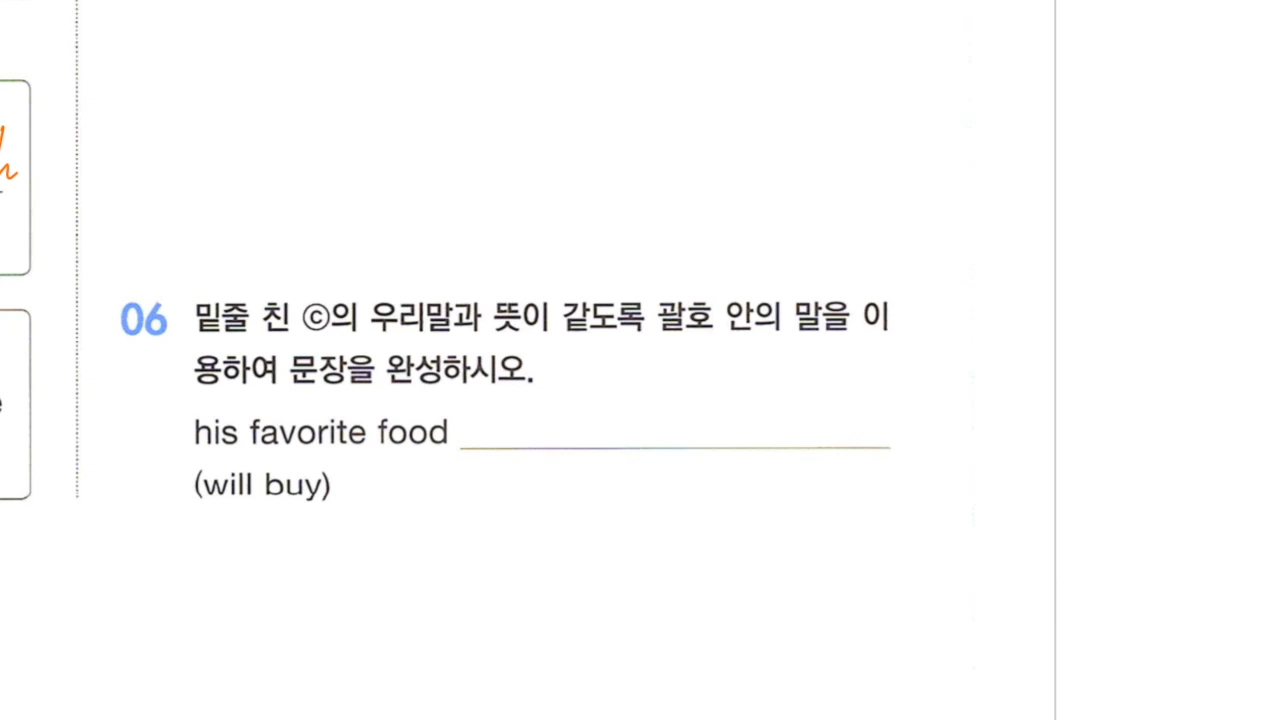 06 밑줄 친 ⓒ의 우리말과 뜻이 같도록 괄호 안의 말을 이
용하여 문장을 완성하시오.
his favorite food
(will buy)